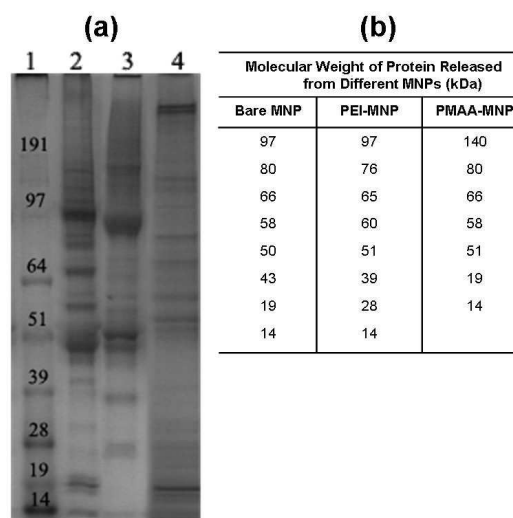 (a)
1 2 3 4
191
97
64
51
39
28
19
14
(b)
Molecular Weight of Protein Released
from Different MNPs (kDa)
Bare MNP PEI-MNP PMAA-MNP
97 97 140
80 76 80
66 65 66
58 60 58
50 51 51
43 39 19
19 28 14
14 14